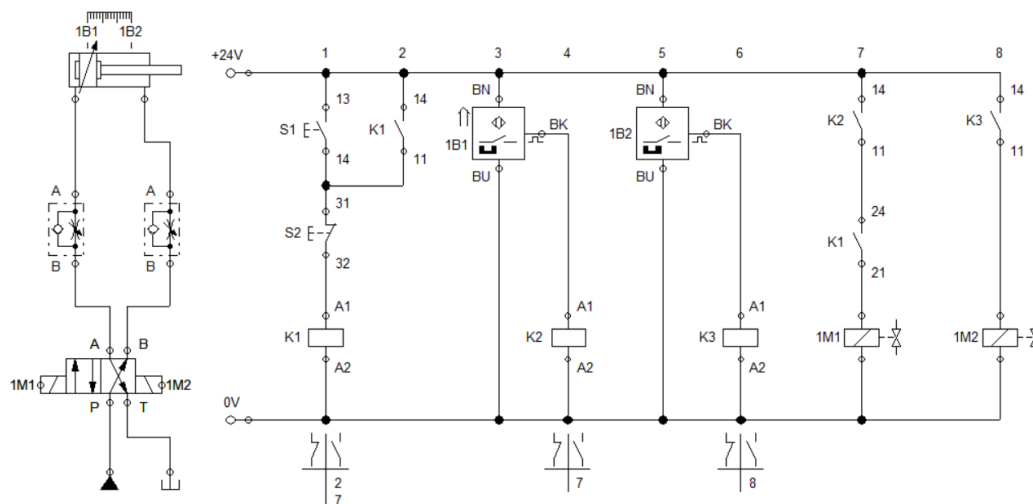 1B1 1B2
1 2 3 4 5 6 7 8
+24V
13 14 BN BN 14 14
S1 K1 1B1 BK 1B2 BK K2 K3
14 11 BU BU 11 11
A A
31 24
S2 K1
B B
32 21
A1 A1 A1
K1 K2 K3 1M1 1M2
A B
A2 A2 A2
1M1 1M2
P T
0V
2 7 8
7